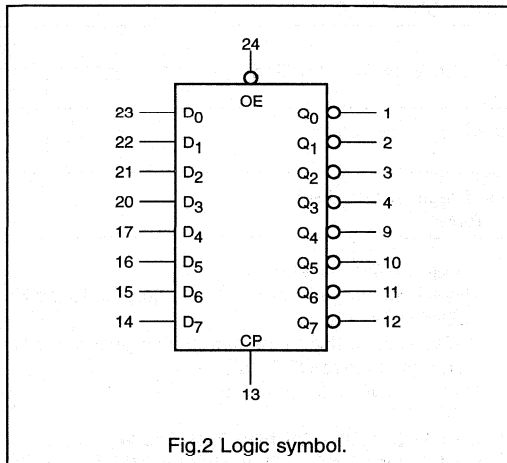 24
OE
23 D0 Q0 1
22 D1 Q1 2
21 D2 Q2 3
20 D3 Q3 4
17 D4 Q4 9
16 D5 Q5 10
15 D6 Q6 11
14 D7 Q7 12
CP
13
Fig.2 Logic symbol.